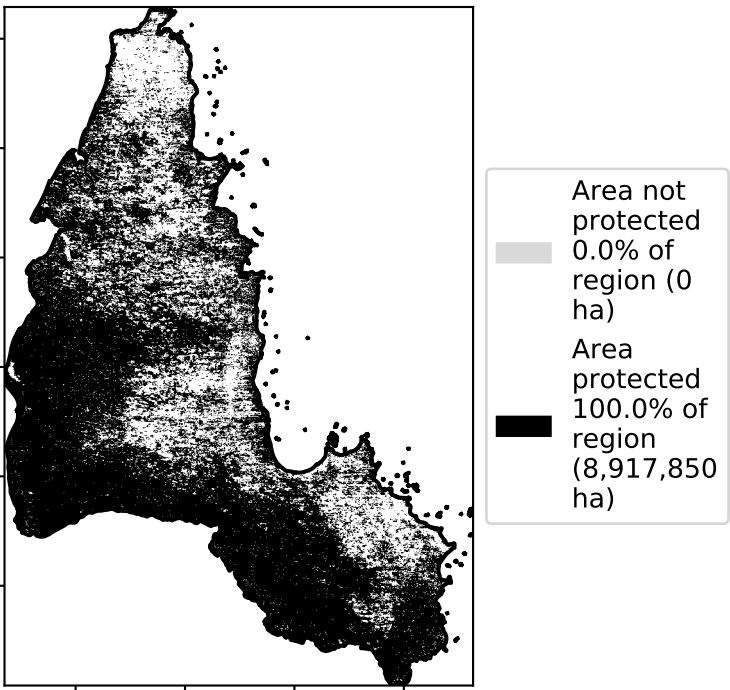 Area not
protected
0.0% of
region (0
ha)
Area
protected
100.0% of
region
(8,917,850
ha)